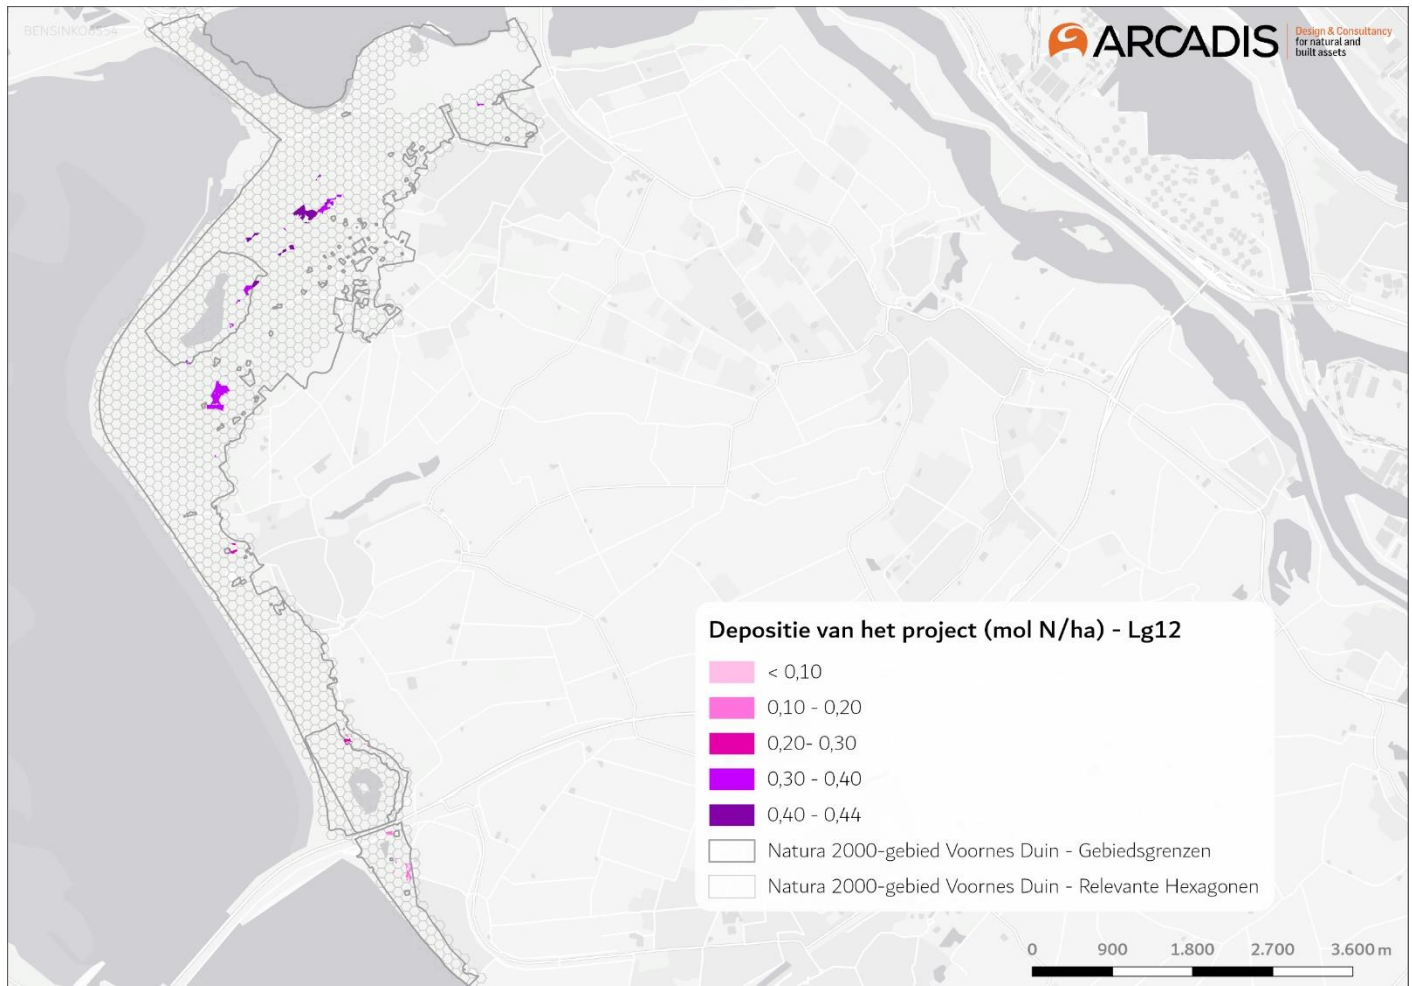 BENSINKO8554
ARCADIS
Design & Consultancy
for natural and
built assets
Depositie van het project (mol N/ha) - Lg12
< 0,10
0,10 - 0,20
0,20- 0,30
0,30 - 0,40
0,40 - 0,44
Natura 2000-gebied Voornes Duin - Gebiedsgrenzen
Natura 2000-gebied Voornes Duin - Relevante Hexagonen
0 900 1.800 2.700 3.600 m